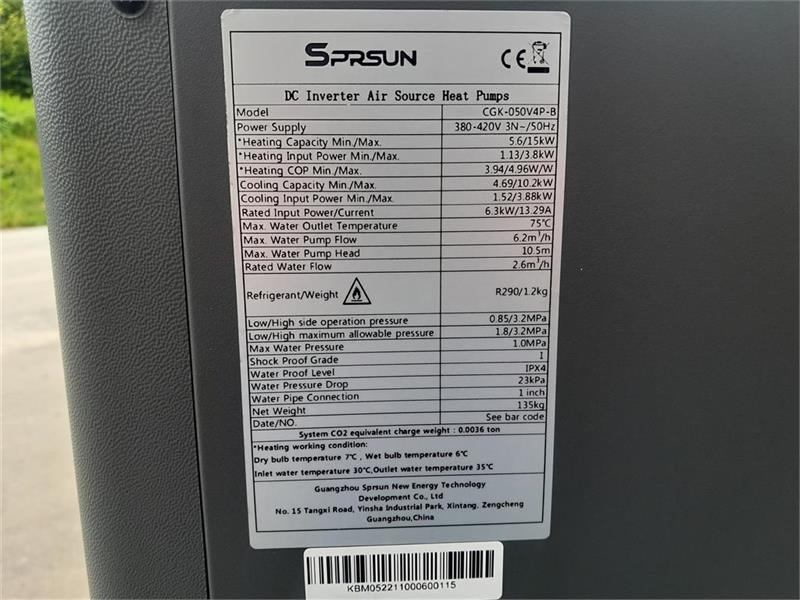 SPRSUN CE
DC Inverter Air Source Heat Pumps
Model CGK-050V4P-B
Power Supply 380-420V 3N~/50Hz
*Heating Capacity Min./Max. 5.6/15kW
*Heating Input Power Min./Max. 1.13/3.8kW
*Heating COP Min./Max. 3.94/4.96W/W
Cooling Capacity Min./Max. 4.69/10.2kW
Cooling Input Power Min./Max. 1.52/3.88kW
Rated Input Power/Current 6.3kW/13.29A
Max. Water Outlet Temperature 75℃
Max. Water Pump Flow 6.2m³/h
Max. Water Pump Head 10.5m
Rated Water Flow 2.6m³/h
Refrigerant/Weight R290/1.2kg
Low/High side operation pressure 0.85/3.2MPa
Low/High maximum allowable pressure 1.8/3.2MPa
Max Water Pressure 1.0MPa
Shock Proof Grade I
Water Proof Level IPX4
Water Pressure Drop 23kPa
Water Pipe Connection 1 inch
Net Weight 135kg
Date/NO. See bar code
System CO2 equivalent charge weight : 0.0036 ton
*Heating working condition:
Dry bulb temperature 7℃ , Wet bulb temperature 6℃
Inlet water temperature 30℃,Outlet water temperature 35℃
Guangzhou Sprsun New Energy Technology
Development Co., Ltd
No. 15 Tangxi Road, Yinsha Industrial Park, Xintang, Zengcheng
Guangzhou,China
KBM052211000600115